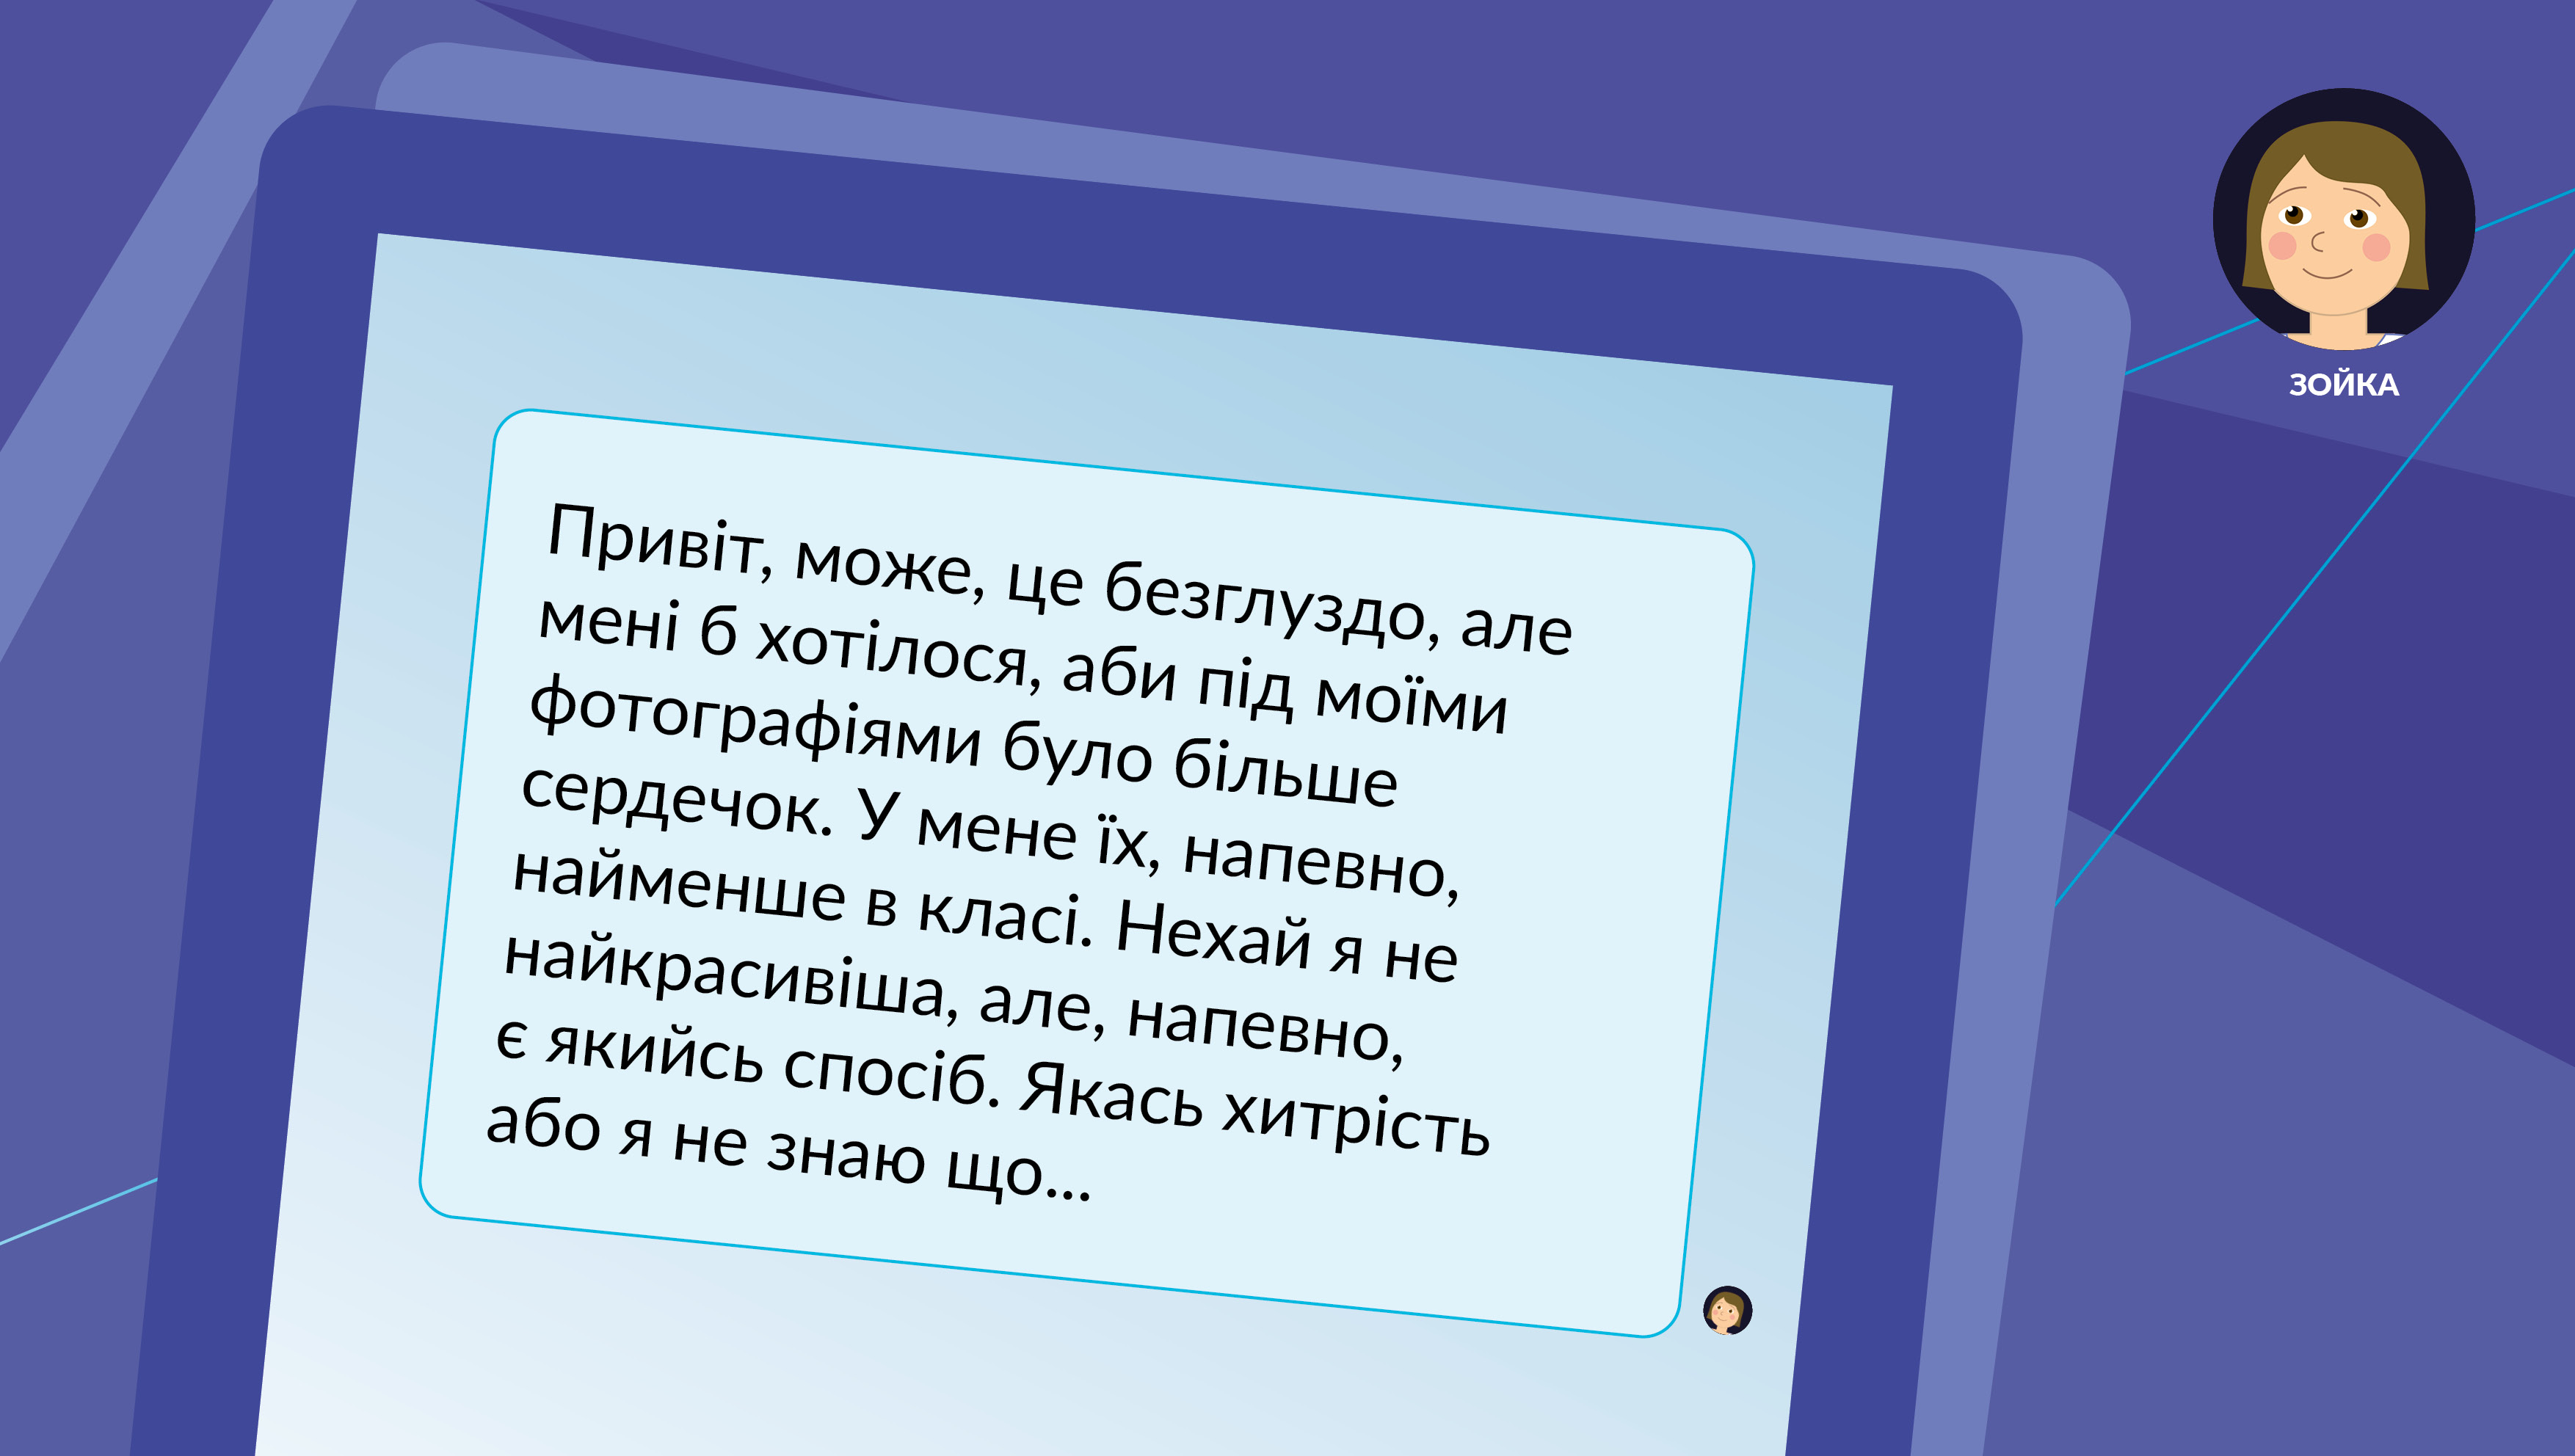 ЗОЙКА
Привіт, може, це безглуздо, але
мені б хотілося, аби під моїми
фотографіями було більше
сердечок. У мене їх, напевно,
найменше в класі. Нехай я не
найкрасивіша, але, напевно,
є якийсь спосіб. Якась хитрість
або я не знаю що...